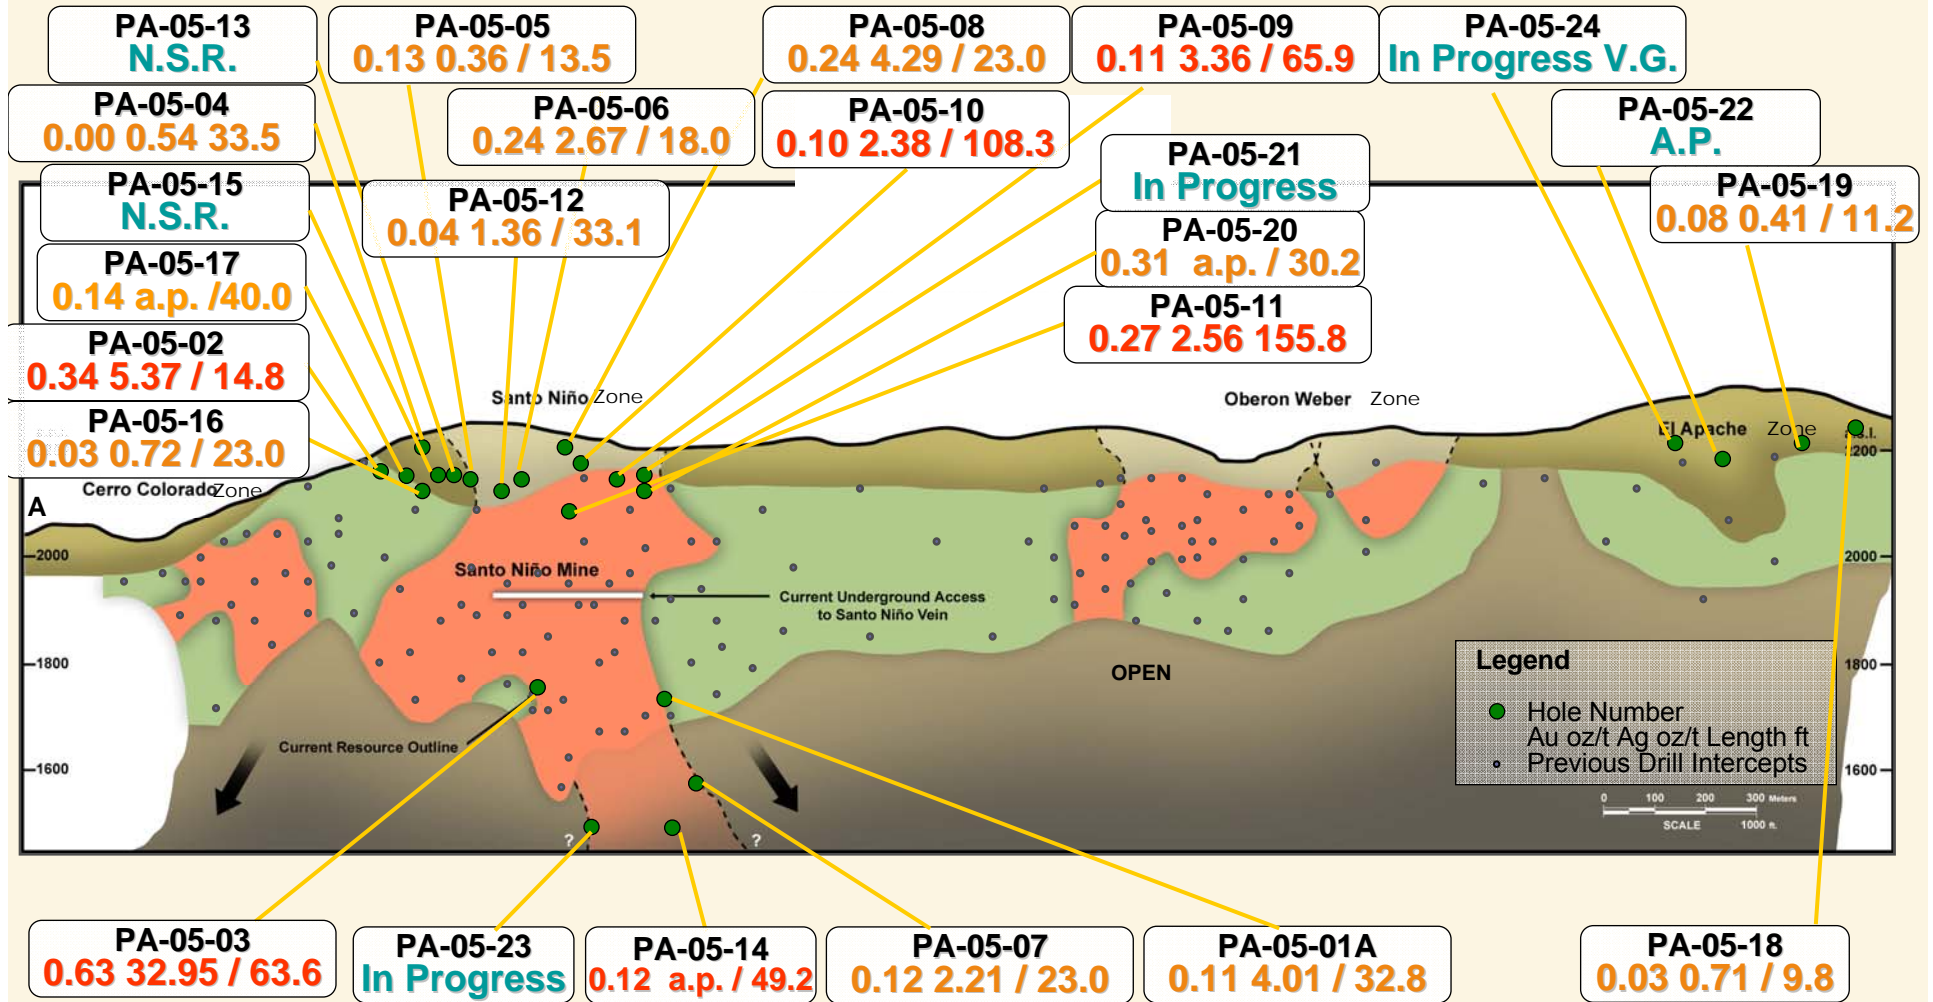 PA-05-13
N.S.R.
PA-05-05
0.13 0.36 / 13.5
PA-05-08
0.24 4.29 / 23.0
PA-05-09
0.11 3.36 / 65.9
PA-05-24
In Progress V.G.
PA-05-04
0.00 0.54 33.5
PA-05-06
0.24 2.67 / 18.0
PA-05-10
0.10 2.38 / 108.3
PA-05-22
A.P.
PA-05-21
In Progress
PA-05-15
N.S.R.
PA-05-12
0.04 1.36 / 33.1
PA-05-19
0.08 0.41 / 11.2
PA-05-20
0.31 a.p. / 30.2
PA-05-17
0.14 a.p. /40.0
PA-05-11
0.27 2.56 155.8
PA-05-02
0.34 5.37 / 14.8
PA-05-16
0.03 0.72 / 23.0
Santo Niño Zone
Oberon Weber Zone
El Apache Zone
Cerro Colorado Zone
A
2200
2000
2000
Santo Niño Mine
Current Underground Access
to Santo Niño Vein
1800
1800
OPEN
Legend
Hole Number
Au oz/t Ag oz/t Length ft
Previous Drill Intercepts
Current Resource Outline
1600
1600
0 100 200 300 Meters
SCALE 1000 ft.
?
?
PA-05-03
0.63 32.95 / 63.6
PA-05-23
In Progress
PA-05-14
0.12 a.p. / 49.2
PA-05-07
0.12 2.21 / 23.0
PA-05-01A
0.11 4.01 / 32.8
PA-05-18
0.03 0.71 / 9.8